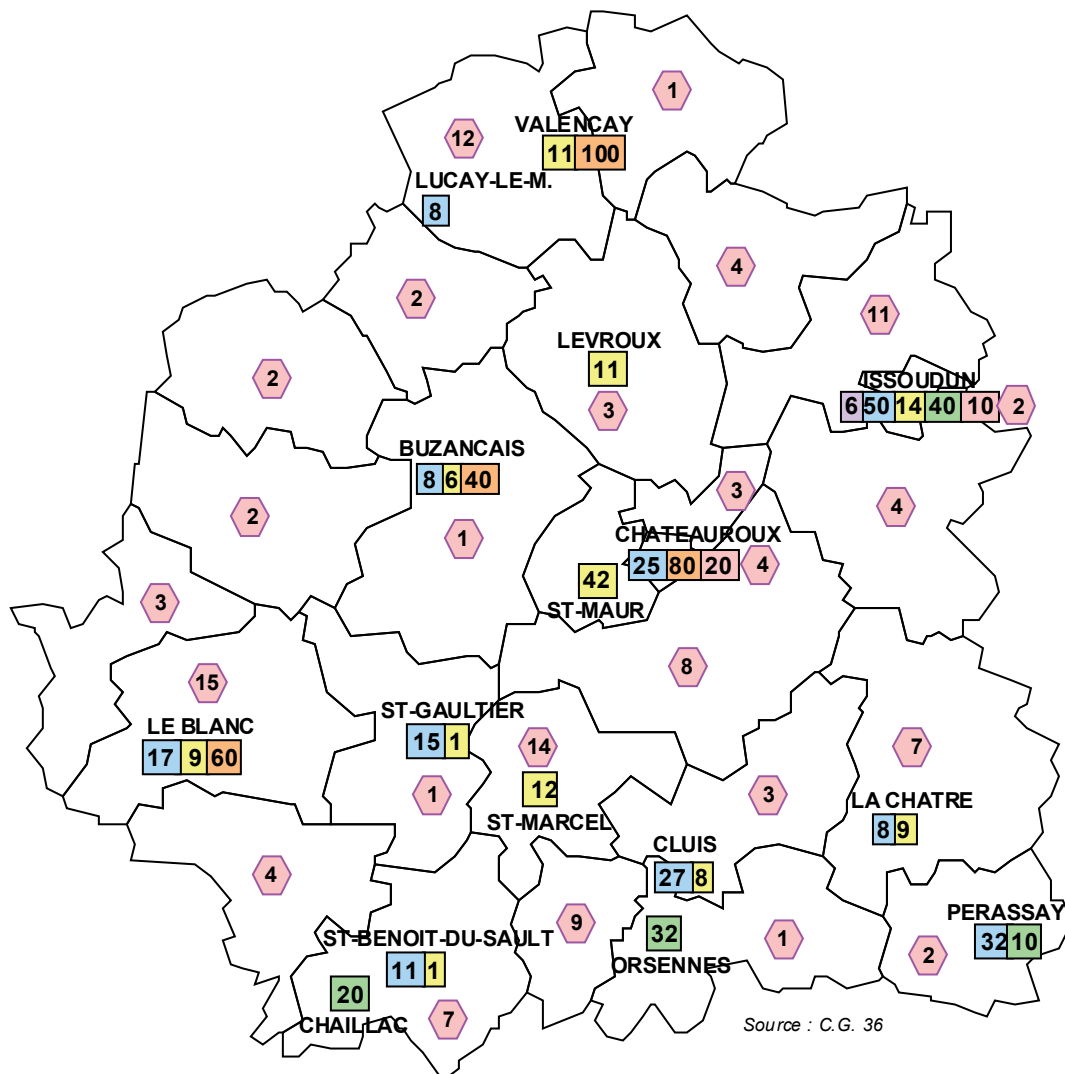 1
12
VALENCAY
11 100
LUCAY-LE-M.
8
4
2
11
LEVROUX
11
3
2
ISSOUDUN
6 50 14 40 10 2
BUZANCAIS
8 6 40
1
2
3
4
CHATEAUROUX
25 80 20 4
42
ST-MAUR
3
8
15
LE BLANC
17 9 60
ST-GAULTIER
15 1
1
14
12
ST-MARCEL
3
7
LA CHATRE
8 9
CLUIS
27 8
4
9
32
ORSENNES
1
PERASSAY
32 10
2
ST-BENOIT-DU-SAULT
11 1
20
CHAILLAC
7
Source : C.G. 36